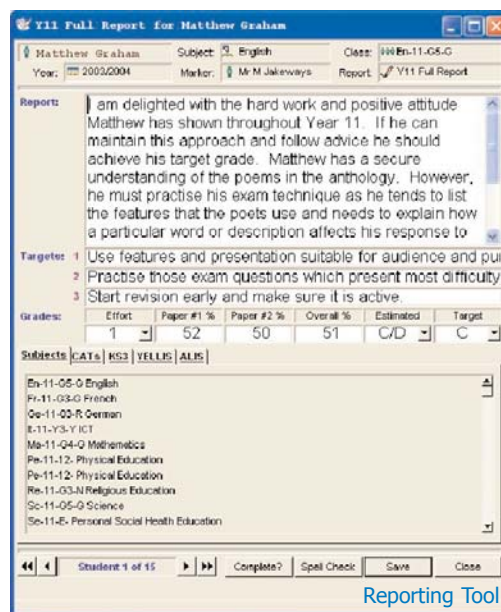 Y11 Full Report for Matthew Graham
Matthew Graham Subject: English Class: En-11-G5-G
Year: 2003/2004 Marker: Mr M Jakeways Report: Y11 Full Report
Report: I am delighted with the hard work and positive attitude
Matthew has shown throughout Year 11. If he can
maintain this approach and follow advice he should
achieve his target grade. Matthew has a secure
understanding of the poems in the anthology. However,
he must practise his exam technique as he tends to list
the features that the poets use and needs to explain how
a particular word or description affects his response to
Targets: 1 Use features and presentation suitable for audience and pu
2 Practise those exam questions which present most difficulty
3 Start revision early and make sure it is active.
Grades: Effort Paper #1 % Paper #2 % Overall % Estimated Target
1 52 50 51 C/D C
Subjects CATs KS3 YELLIS ALIS
En-11-G5-G English
Fr-11-G3-G French
Ge-11-G3-R German
It-11-Y3-Y ICT
Ma-11-G4-G Mathematics
Pe-11-12- Physical Education
Pe-11-12- Physical Education
Re-11-G3-N Religious Education
Sc-11-G5-G Science
Se-11-E- Personal Social Heath Education
Student 1 of 15 Complete? Spell Check Save Close
Reporting Tool